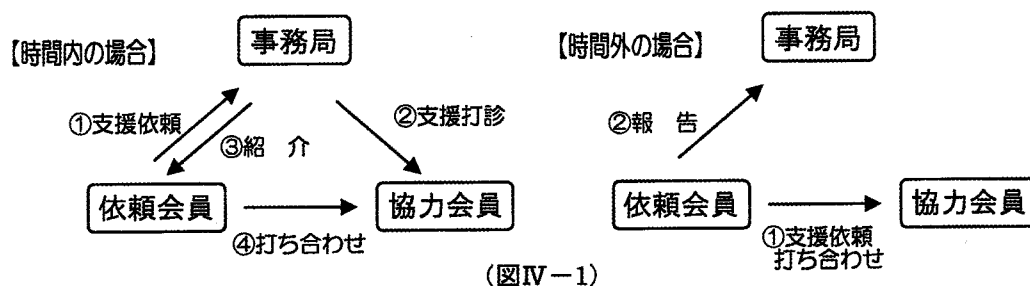 【時間内の場合】
事務局
①支援依頼
③紹 介
②支援打診
依頼会員
協力会員
④打ち合わせ
【時間外の場合】
事務局
②報 告
依頼会員
協力会員
①支援依頼
打ち合わせ
(図Ⅳ－1)